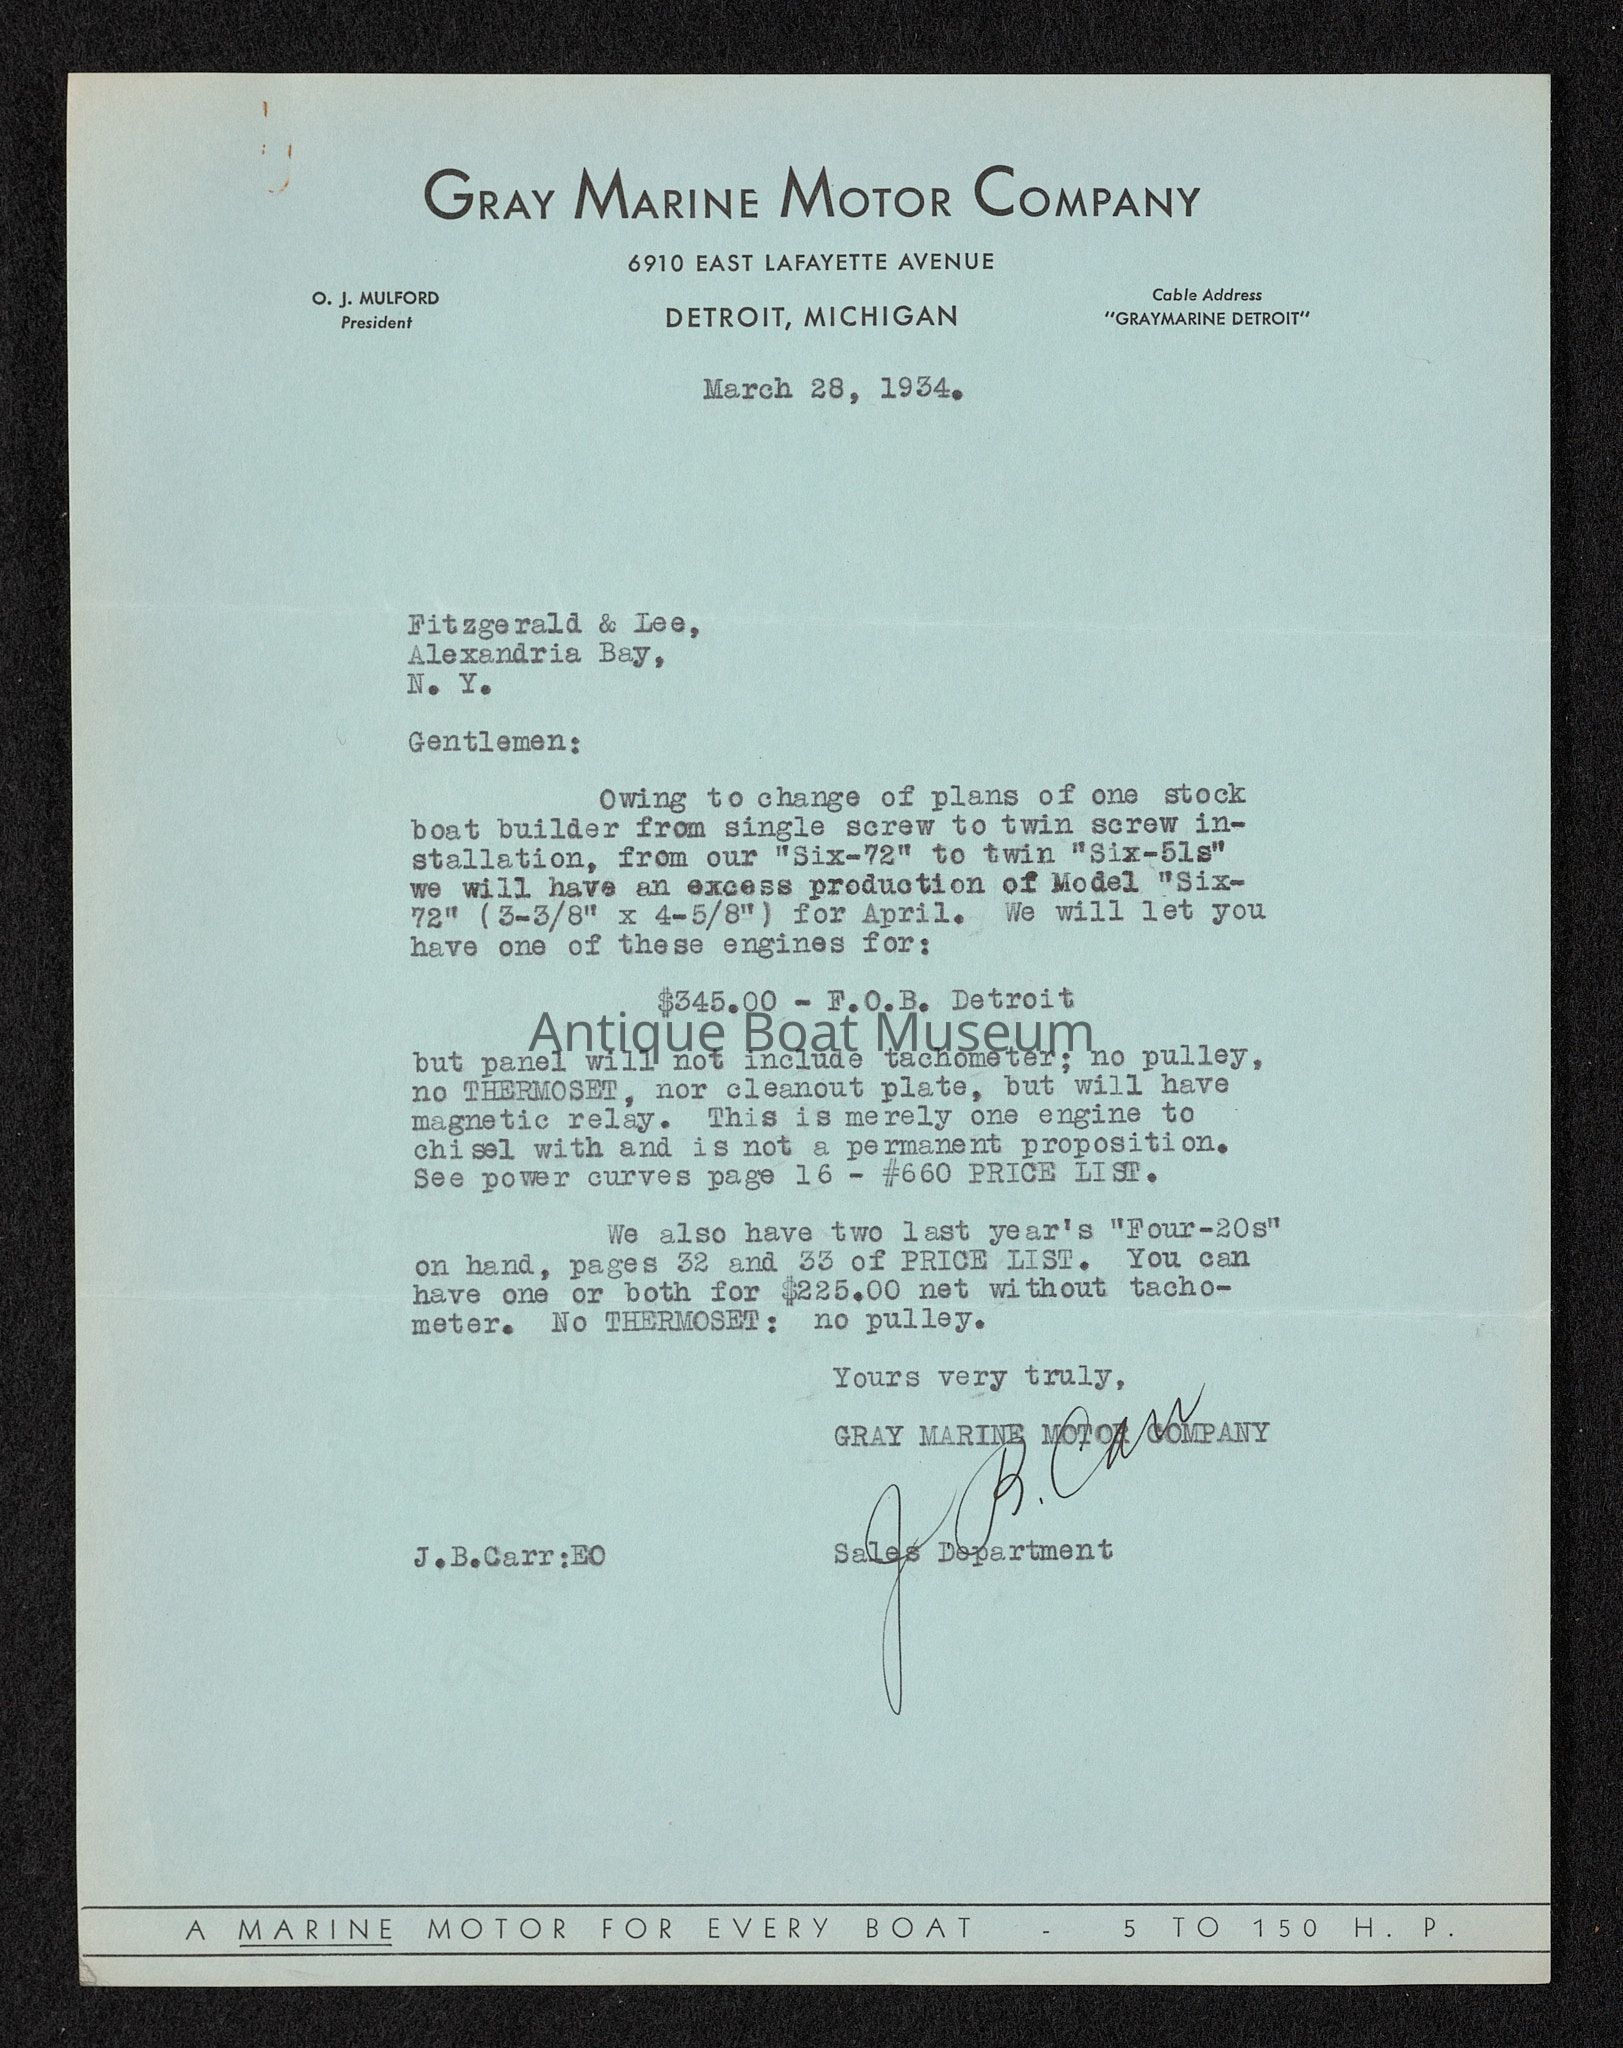 GRAY MARINE MOTOR COMPANY
6910 EAST LAFAYETTE AVENUE
O. J. MULFORD
President
DETROIT, MICHIGAN
Cable Address
"GRAYMARINE DETROIT"
March 28, 1934.
Fitzgerald & Lee,
Alexandria Bay,
N. Y.
Gentlemen:
Owing to change of plans of one stock
boat builder from single screw to twin screw in-
stallation, from our "Six-72" to twin "Six-51s"
we will have an excess production of Model "Six-
72" (3-3/8" x 4-5/8") for April. We will let you
have one of these engines for:
$345.00 - F.O.B. Detroit
Antique Boat Museum
but panel will not include tachometer; no pulley,
no THERMOSET, nor cleanout plate, but will have
magnetic relay. This is merely one engine to
chisel with and is not a permanent proposition.
See power curves page 16 - #660 PRICE LIST.
We also have two last year's "Four-20s"
on hand, pages 32 and 33 of PRICE LIST. You can
have one or both for $225.00 net without tacho-
meter. No THERMOSET: no pulley.
Yours very truly,
GRAY MARINE MOTOR COMPANY
J. B. Carr
J.B.Carr:EO
Sales Department
A MARINE MOTOR FOR EVERY BOAT - 5 TO 150 H. P.